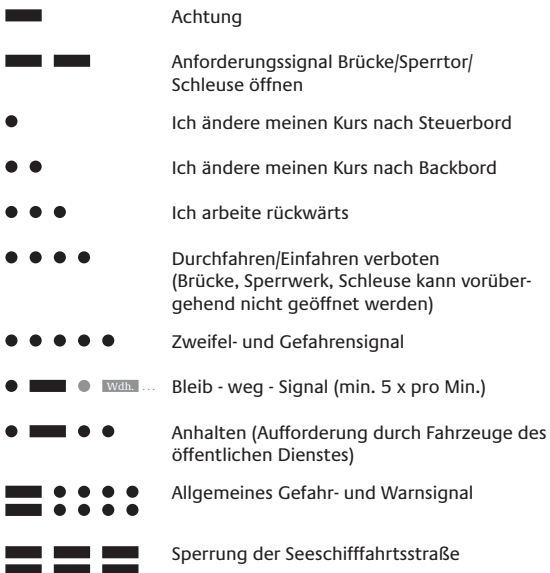 Achtung
Anforderungssignal Brücke/Sperrtor/
Schleuse öffnen
Ich ändere meinen Kurs nach Steuerbord
Ich ändere meinen Kurs nach Backbord
Ich arbeite rückwärts
Durchfahren/Einfahren verboten
(Brücke, Sperrwerk, Schleuse kann vorüber-
gehend nicht geöffnet werden)
Zweifel- und Gefahrensignal
Wdh. ... Bleib - weg - Signal (min. 5 x pro Min.)
Anhalten (Aufforderung durch Fahrzeuge des
öffentlichen Dienstes)
Allgemeines Gefahr- und Warnsignal
Sperrung der Seeschifffahrtsstraße